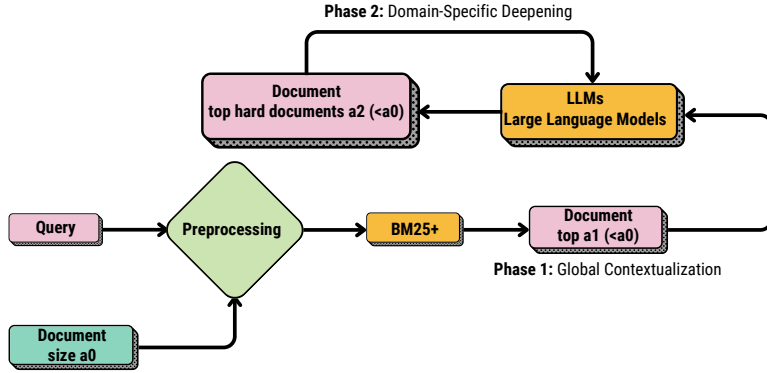 Phase 2: Domain-Specific Deepening
Document
top hard documents a2 (<a0)
LLMs
Large Language Models
Query
Preprocessing
BM25+
Document
top a1 (<a0)
Phase 1: Global Contextualization
Document
size a0